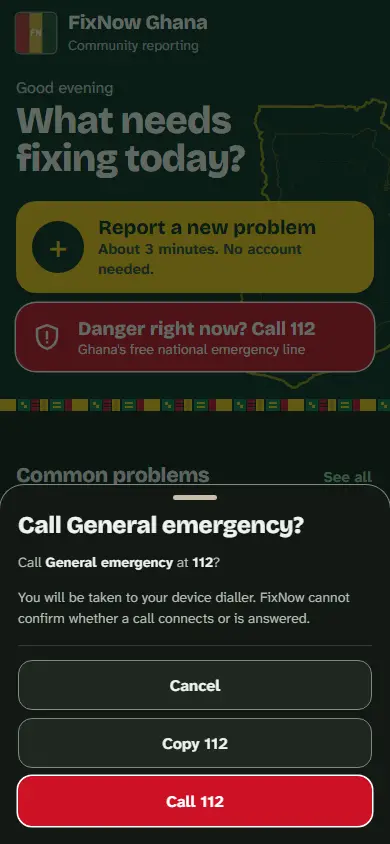 FN
FixNow Ghana
Community reporting
Good evening
What needs
fixing today?
Report a new problem
About 3 minutes. No account
needed.
Danger right now? Call 112
Ghana's free national emergency line
Common problems
See all
Call General emergency?
Call General emergency at 112?
You will be taken to your device dialler. FixNow cannot
confirm whether a call connects or is answered.
Cancel
Copy 112
Call 112